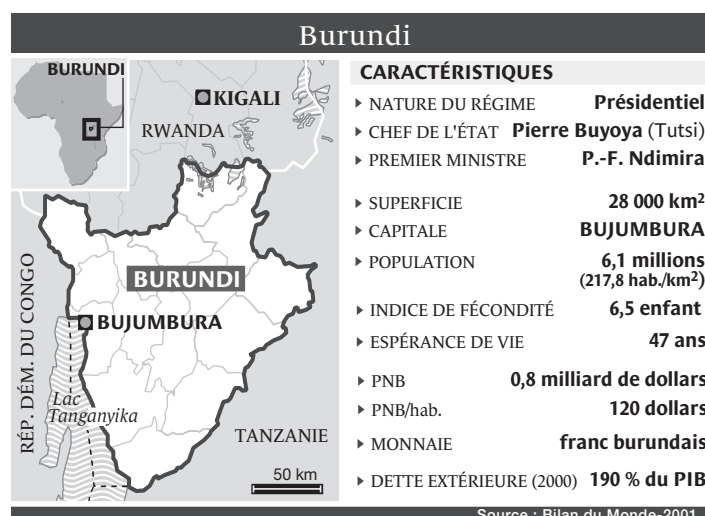 Burundi
BURUNDI
KIGALI
RWANDA
BURUNDI
BUJUMBURA
RÉP. DÉM. DU CONGO
Lac
Tanganyika
TANZANIE
50 km
CARACTÉRISTIQUES
NATURE DU RÉGIME Présidentiel
CHEF DE L'ÉTAT Pierre Buyoya (Tutsi)
PREMIER MINISTRE P.-F. Ndimira
SUPERFICIE 28 000 km²
CAPITALE BUJUMBURA
POPULATION 6,1 millions
(217,8 hab./km²)
INDICE DE FÉCONDITÉ 6,5 enfant
ESPÉRANCE DE VIE 47 ans
PNB 0,8 milliard de dollars
PNB/hab. 120 dollars
MONNAIE franc burundais
DETTE EXTÉRIEURE (2000) 190 % du PIB
Source : Bilan du Monde-2001